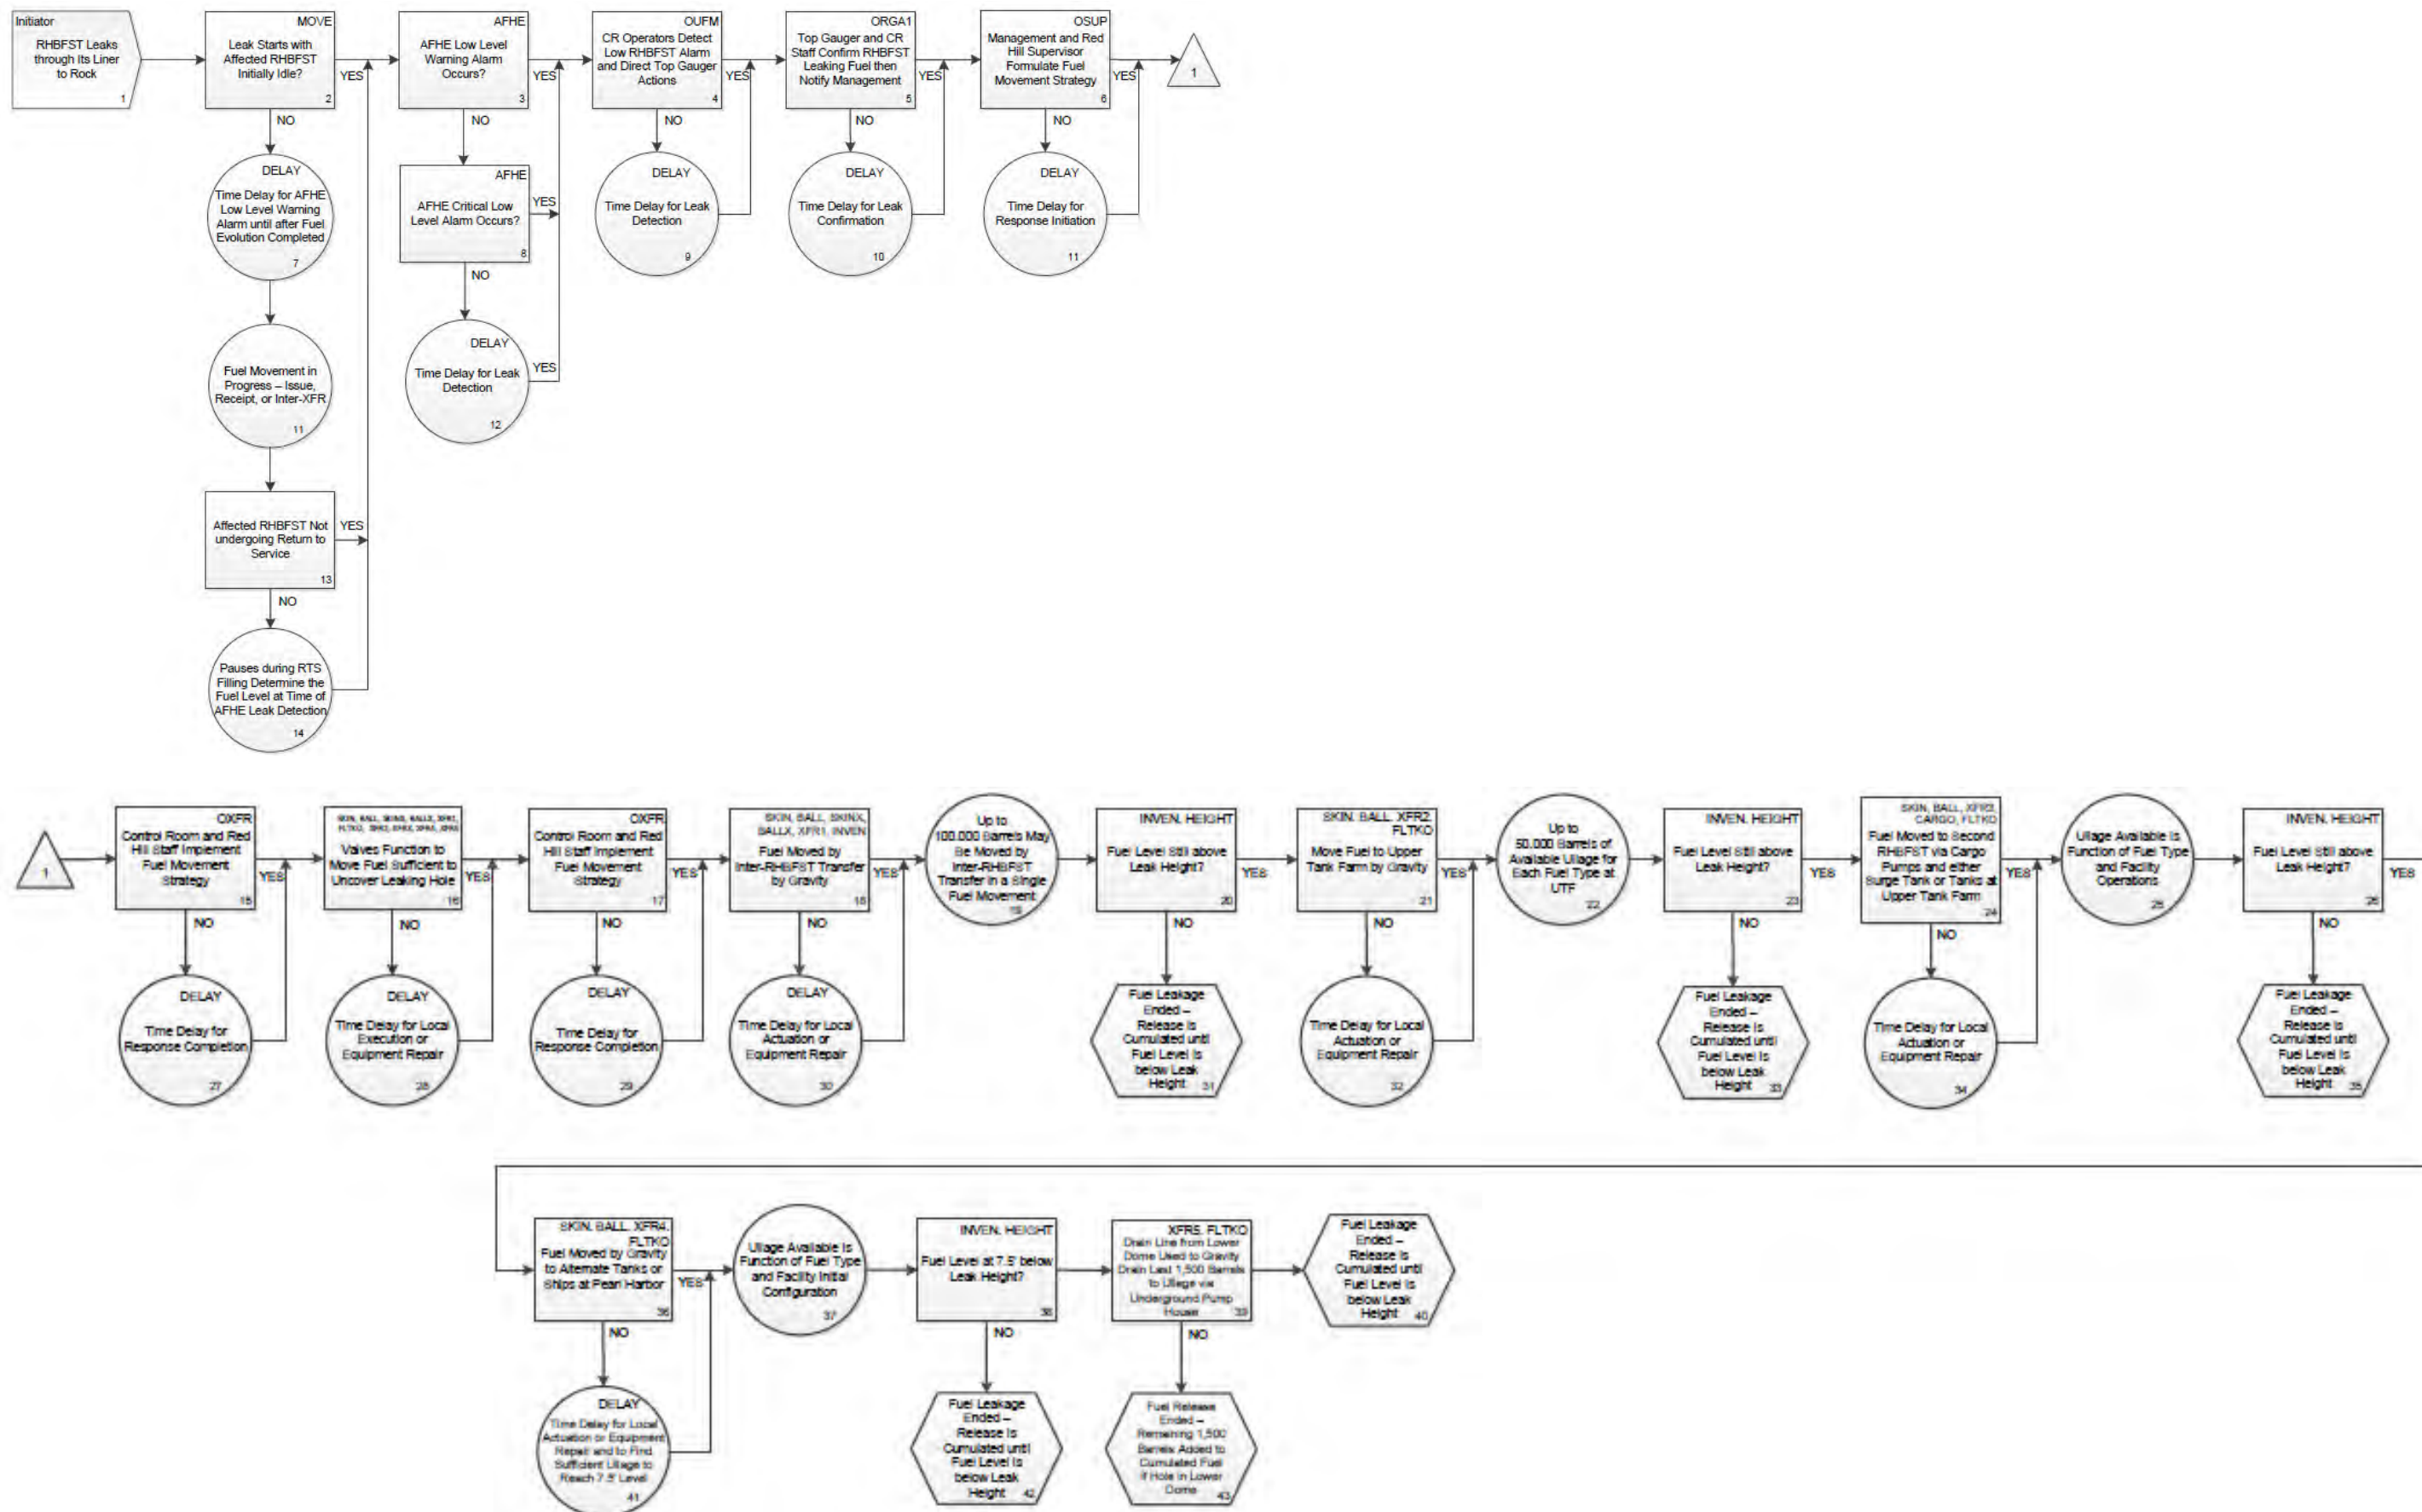 Initiator
RHBFST Leaks
through Its Liner
to Rock
1
MOVE
Leak Starts with
Affected RHBFST
Initially Idle?
2
YES
NO
AFHE
AFHE Low Level
Warning Alarm
Occurs?
3
YES
NO
OUFM
CR Operators Detect
Low RHBFST Alarm
and Direct Top Gauger
Actions
4
YES
NO
ORGA1
Top Gauger and CR
Staff Confirm RHBFST
Leaking Fuel then
Notify Management
5
YES
NO
OSUP
Management and Red
Hill Supervisor
Formulate Fuel
Movement Strategy
6
YES
NO
1
DELAY
Time Delay for AFHE
Low Level Warning
Alarm until after Fuel
Evolution Completed
7
AFHE
AFHE Critical Low
Level Alarm Occurs?
8
YES
NO
DELAY
Time Delay for Leak
Detection
9
DELAY
Time Delay for Leak
Confirmation
10
DELAY
Time Delay for
Response Initiation
11
Fuel Movement in
Progress – Issue,
Receipt, or Inter-XFR
11
DELAY
Time Delay for Leak
Detection
12
YES
Affected RHBFST Not
undergoing Return to
Service
13
YES
NO
Pauses during RTS
Filling Determine the
Fuel Level at Time of
AFHE Leak Detection
14
1
OXFR
Control Room and Red
Hill Staff Implement
Fuel Movement
Strategy
15
YES
NO
Valves Function to
Move Fuel Sufficient to
Uncover Leaking Hole
16
YES
NO
OXFR
Control Room and Red
Hill Staff Implement
Fuel Movement
Strategy
17
YES
NO
SKIN, BALL, SKINX,
BALLX, XFR1, INVEN
Fuel Moved by
Inter-RHBFST Transfer
by Gravity
18
YES
NO
Up to
100,000 Barrels May
Be Moved by
Inter-RHBFST
Transfer in a Single
Fuel Movement
19
INVEN, HEIGHT
Fuel Level Still above
Leak Height?
20
YES
NO
SKIN, BALL, XFR2,
FLTKO
Move Fuel to Upper
Tank Farm by Gravity
21
YES
NO
Up to
50,000 Barrels of
Available Ullage for
Each Fuel Type at
UTF
22
INVEN, HEIGHT
Fuel Level Still above
Leak Height?
23
YES
NO
SKIN, BALL, XFR3,
CARGO, FLTKO
Fuel Moved to Second
RHBFST via Cargo
Pumps and either
Surge Tank or Tanks at
Upper Tank Farm
24
YES
NO
Ullage Available is
Function of Fuel Type
and Facility
Operations
25
INVEN, HEIGHT
Fuel Level Still above
Leak Height?
26
YES
NO
DELAY
Time Delay for
Response Completion
27
DELAY
Time Delay for Local
Execution or
Equipment Repair
28
DELAY
Time Delay for
Response Completion
29
DELAY
Time Delay for Local
Actuation or
Equipment Repair
30
Fuel Leakage
Ended –
Release is
Cumulated until
Fuel Level is
below Leak
Height
31
Time Delay for Local
Actuation or
Equipment Repair
32
Fuel Leakage
Ended –
Release is
Cumulated until
Fuel Level is
below Leak
Height
33
Time Delay for Local
Actuation or
Equipment Repair
34
Fuel Leakage
Ended –
Release is
Cumulated until
Fuel Level is
below Leak
Height
35
SKIN, BALL, XFR4,
FLTKO
Fuel Moved by Gravity
to Alternate Tanks or
Ships at Pearl Harbor
36
YES
NO
Ullage Available is
Function of Fuel Type
and Facility Initial
Configuration
37
INVEN, HEIGHT
Fuel Level at 7.5' below
Leak Height?
38
NO
XFR5, FLTKO
Drain Line from Lower
Dome Used to Gravity
Drain Last 1,500 Barrels
to Ullage via
Underground Pump
House
39
NO
Fuel Leakage
Ended –
Release is
Cumulated until
Fuel Level is
below Leak
Height
40
DELAY
Time Delay for Local
Actuation or Equipment
Repair and to Find
Sufficient Ullage to
Reach 7.5' Level
41
Fuel Leakage
Ended –
Release is
Cumulated until
Fuel Level is
below Leak
Height
42
Fuel Release
Ended –
Remaining 1,500
Barrels Added to
Cumulated Fuel
if Hole in Lower
Dome
43